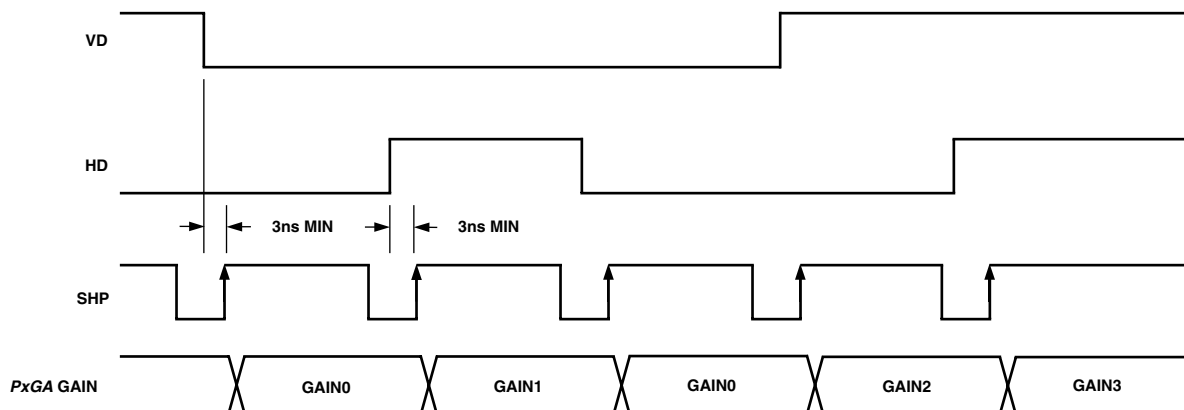 VD
HD
3ns MIN
3ns MIN
SHP
PxGA GAIN
GAIN0
GAIN1
GAIN0
GAIN2
GAIN3